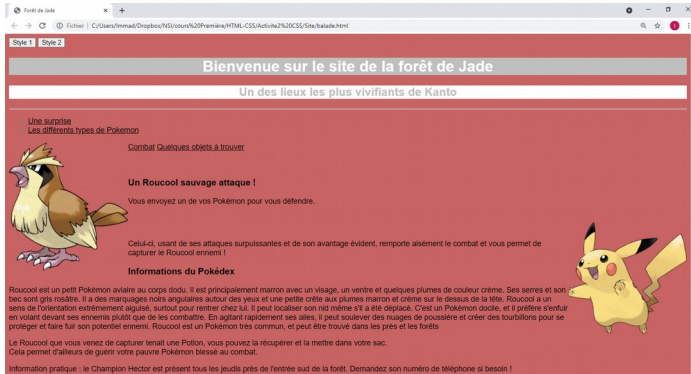 Forêt de Jade
Fichier | C:/Users/Immad/Dropbox/NSI/cours%20Première/HTML-CSS/Activite2%20CSS/Site/balade.html
Style 1 Style 2
Bienvenue sur le site de la forêt de Jade
Un des lieux les plus vivifiants de Kanto
Une surprise
Les différents types de Pokemon
Combat Quelques objets à trouver
Un Roucool sauvage attaque !
Vous envoyez un de vos Pokémon pour vous défendre.
Celui-ci, usant de ses attaques surpuissantes et de son avantage évident, remporte aisément le combat et vous permet de
capturer le Roucool ennemi !
Informations du Pokédex
Roucool est un petit Pokémon aviaire au corps dodu. Il est principalement marron avec un visage, un ventre et quelques plumes de couleur crème. Ses serres et son
bec sont gris rosâtre. Il a des marquages noirs angulaires autour des yeux et une petite crête aux plumes marron et crème sur le dessus de la tête. Roucool a un
sens de l'orientation extrêmement aiguisé, surtout pour rentrer chez lui. Il peut localiser son nid même s'il a été déplacé. C'est un Pokémon docile, et il préfère s'enfuir
en volant devant ses ennemis plutôt que de les combattre. En agitant rapidement ses ailes, il peut soulever des nuages de poussière et créer des tourbillons pour se
protéger et faire fuir son potentiel ennemi. Roucool est un Pokémon très commun, et peut être trouvé dans les prés et les forêts
Le Roucool que vous venez de capturer tenait une Potion, vous pouvez la récupérer et la mettre dans votre sac.
Cela permet d'ailleurs de guérir votre pauvre Pokémon blessé au combat.
Information pratique : le Champion Hector est présent tous les jeudis près de l'entrée sud de la forêt. Demandez son numéro de téléphone si besoin !